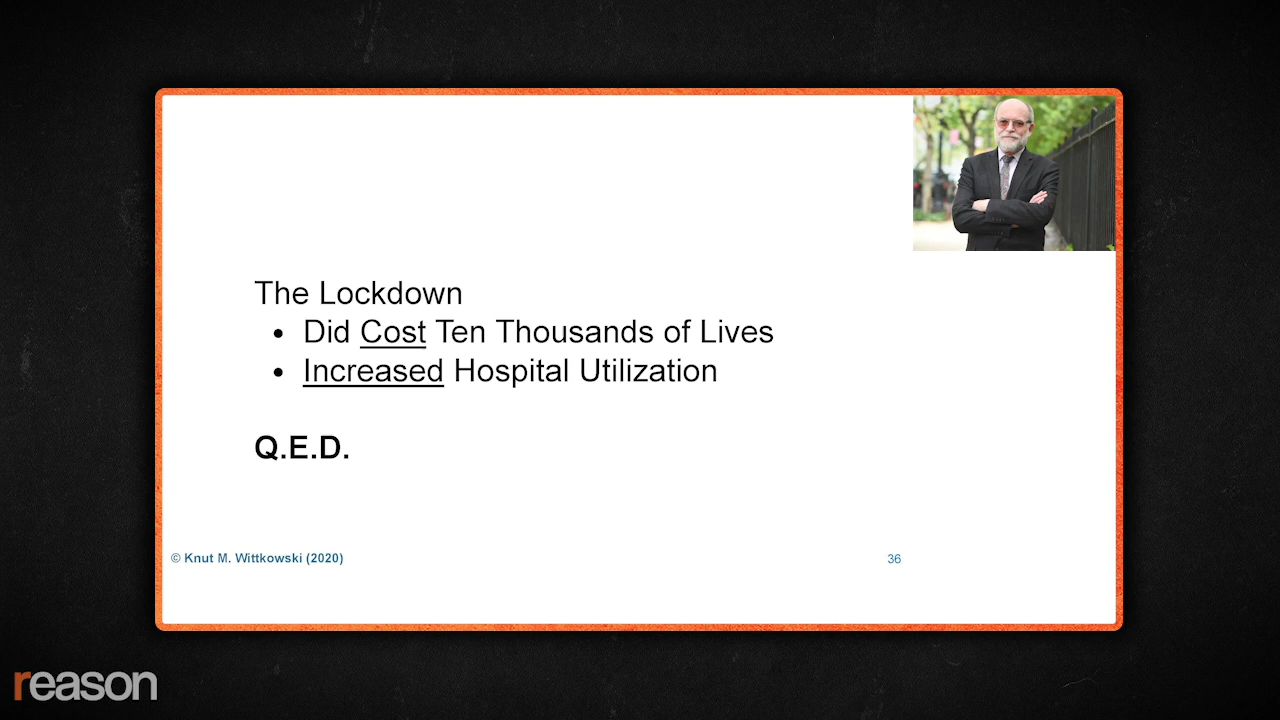 The Lockdown
• Did Cost Ten Thousands of Lives
• Increased Hospital Utilization
Q.E.D.
© Knut M. Wittkowski (2020)
36
reason